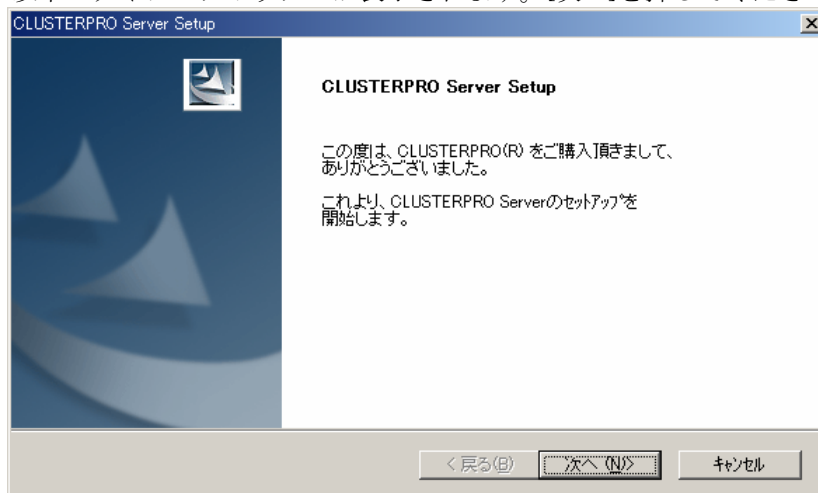 CLUSTERPRO Server Setup
CLUSTERPRO Server Setup
この度は、CLUSTERPRO(R) をご購入頂きまして、
ありがとうございました。
これより、CLUSTERPRO Serverのｾｯﾄｱｯﾌﾟを
開始します。
< 戻る(B)
次へ (N)>
ｷｬﾝｾﾙ